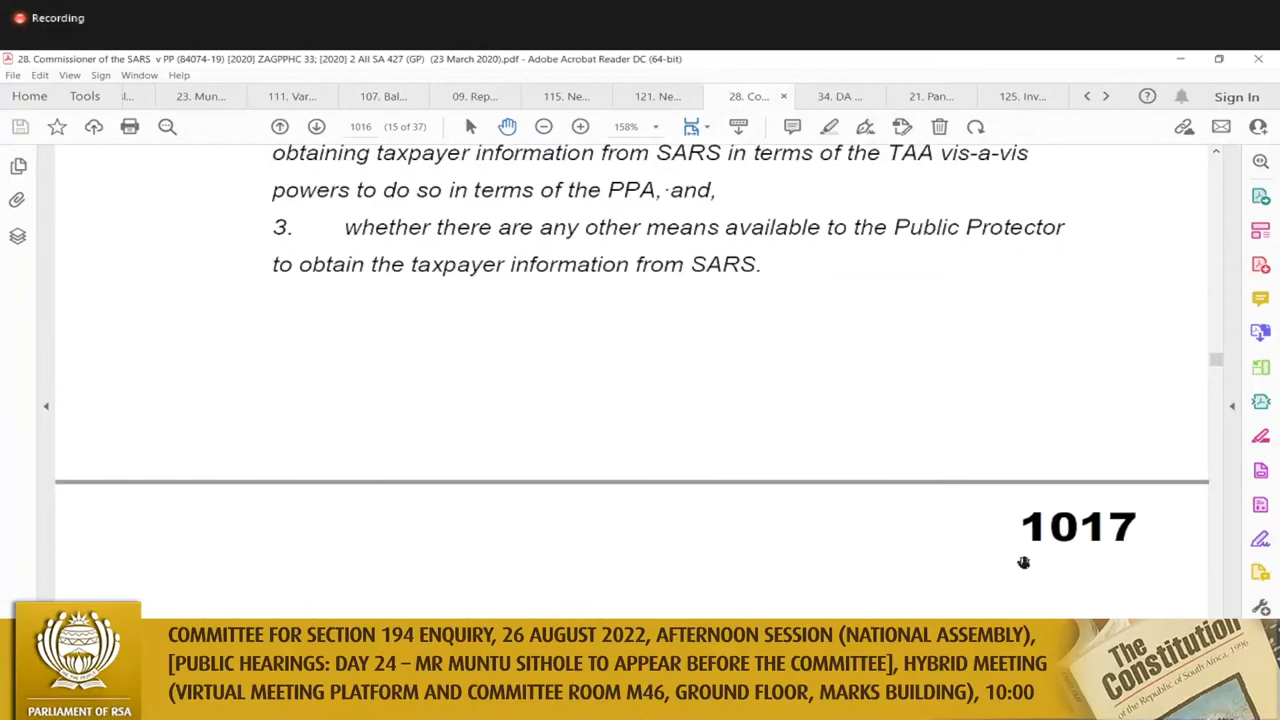 Recording
28. Commissioner of the SARS v PP (84074-19) [2020] ZAGPPHC 33; [2020] 2 All SA 427 (GP) (23 March 2020).pdf - Adobe Acrobat Reader DC (64-bit)
File Edit View Sign Window Help
Home Tools l... 23. Mun... 111. Var... 107. Bal... 09. Rep... 115. Ne... 121. Ne... 28. Co... × 34. DA ... 21. Pan... 125. Inv... Sign In
1016 (15 of 37) 158%
obtaining taxpayer information from SARS in terms of the TAA vis-a-vis
powers to do so in terms of the PPA,·and,
3. whether there are any other means available to the Public Protector
to obtain the taxpayer information from SARS.
1017
COMMITTEE FOR SECTION 194 ENQUIRY, 26 AUGUST 2022, AFTERNOON SESSION (NATIONAL ASSEMBLY),
[PUBLIC HEARINGS: DAY 24 – MR MUNTU SITHOLE TO APPEAR BEFORE THE COMMITTEE], HYBRID MEETING
(VIRTUAL MEETING PLATFORM AND COMMITTEE ROOM M46, GROUND FLOOR, MARKS BUILDING), 10:00
PARLIAMENT OF RSA
The
Constitution
of the Republic of South Africa, 1996